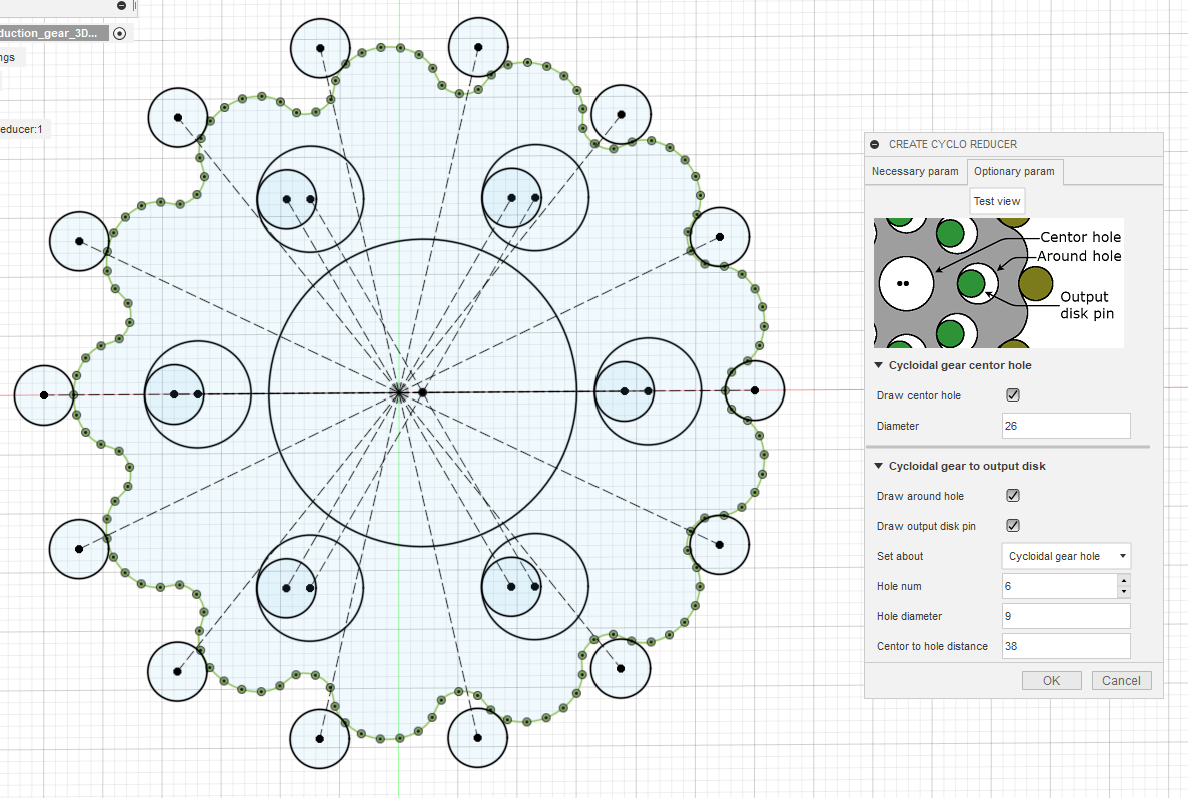 duction_gear_3D...
ngs
educer:1
CREATE CYCLO REDUCER
Necessary param
Optionary param
Test view
Centor hole
Around hole
Output
disk pin
Cycloidal gear centor hole
Draw centor hole
Diameter
26
Cycloidal gear to output disk
Draw around hole
Draw output disk pin
Set about
Cycloidal gear hole
Hole num
6
Hole diameter
9
Centor to hole distance
38
OK
Cancel